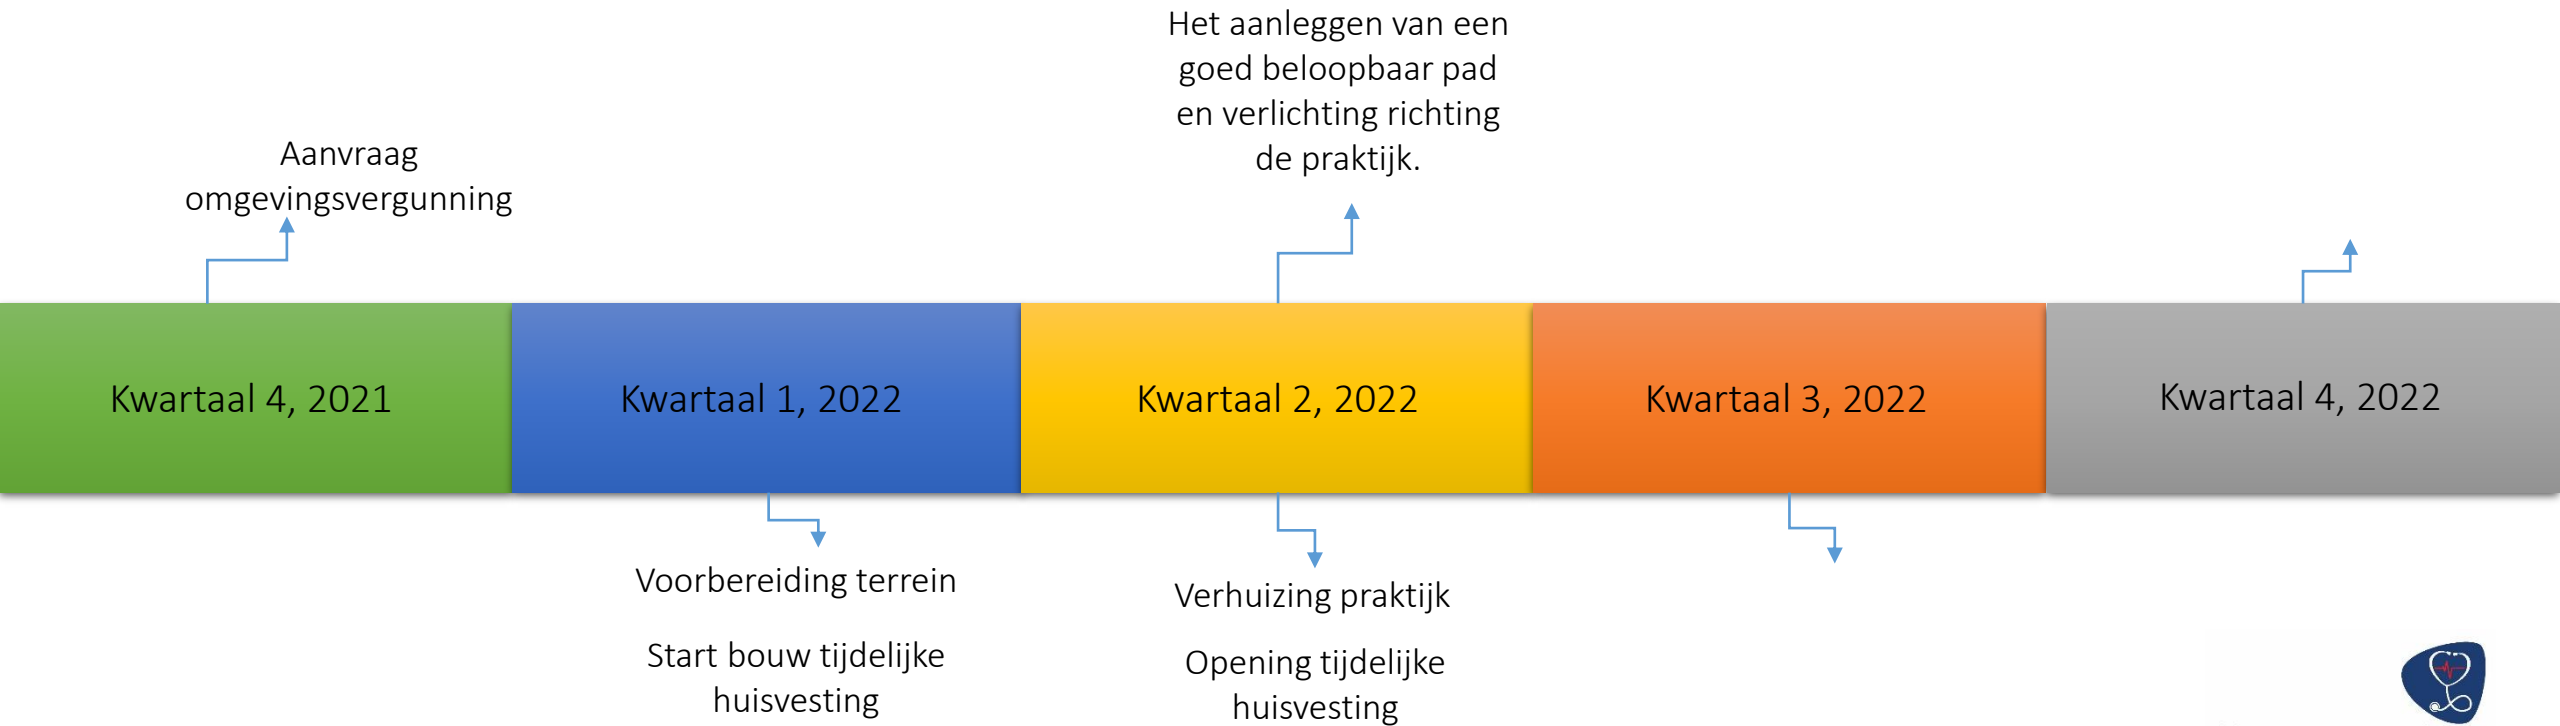 Het aanleggen van een
goed beloopbaar pad
en verlichting richting
de praktijk.
Aanvraag
omgevingsvergunning
Kwartaal 4, 2021
Kwartaal 1, 2022
Kwartaal 2, 2022
Kwartaal 3, 2022
Kwartaal 4, 2022
Voorbereiding terrein
Start bouw tijdelijke
huisvesting
Verhuizing praktijk
Opening tijdelijke
huisvesting